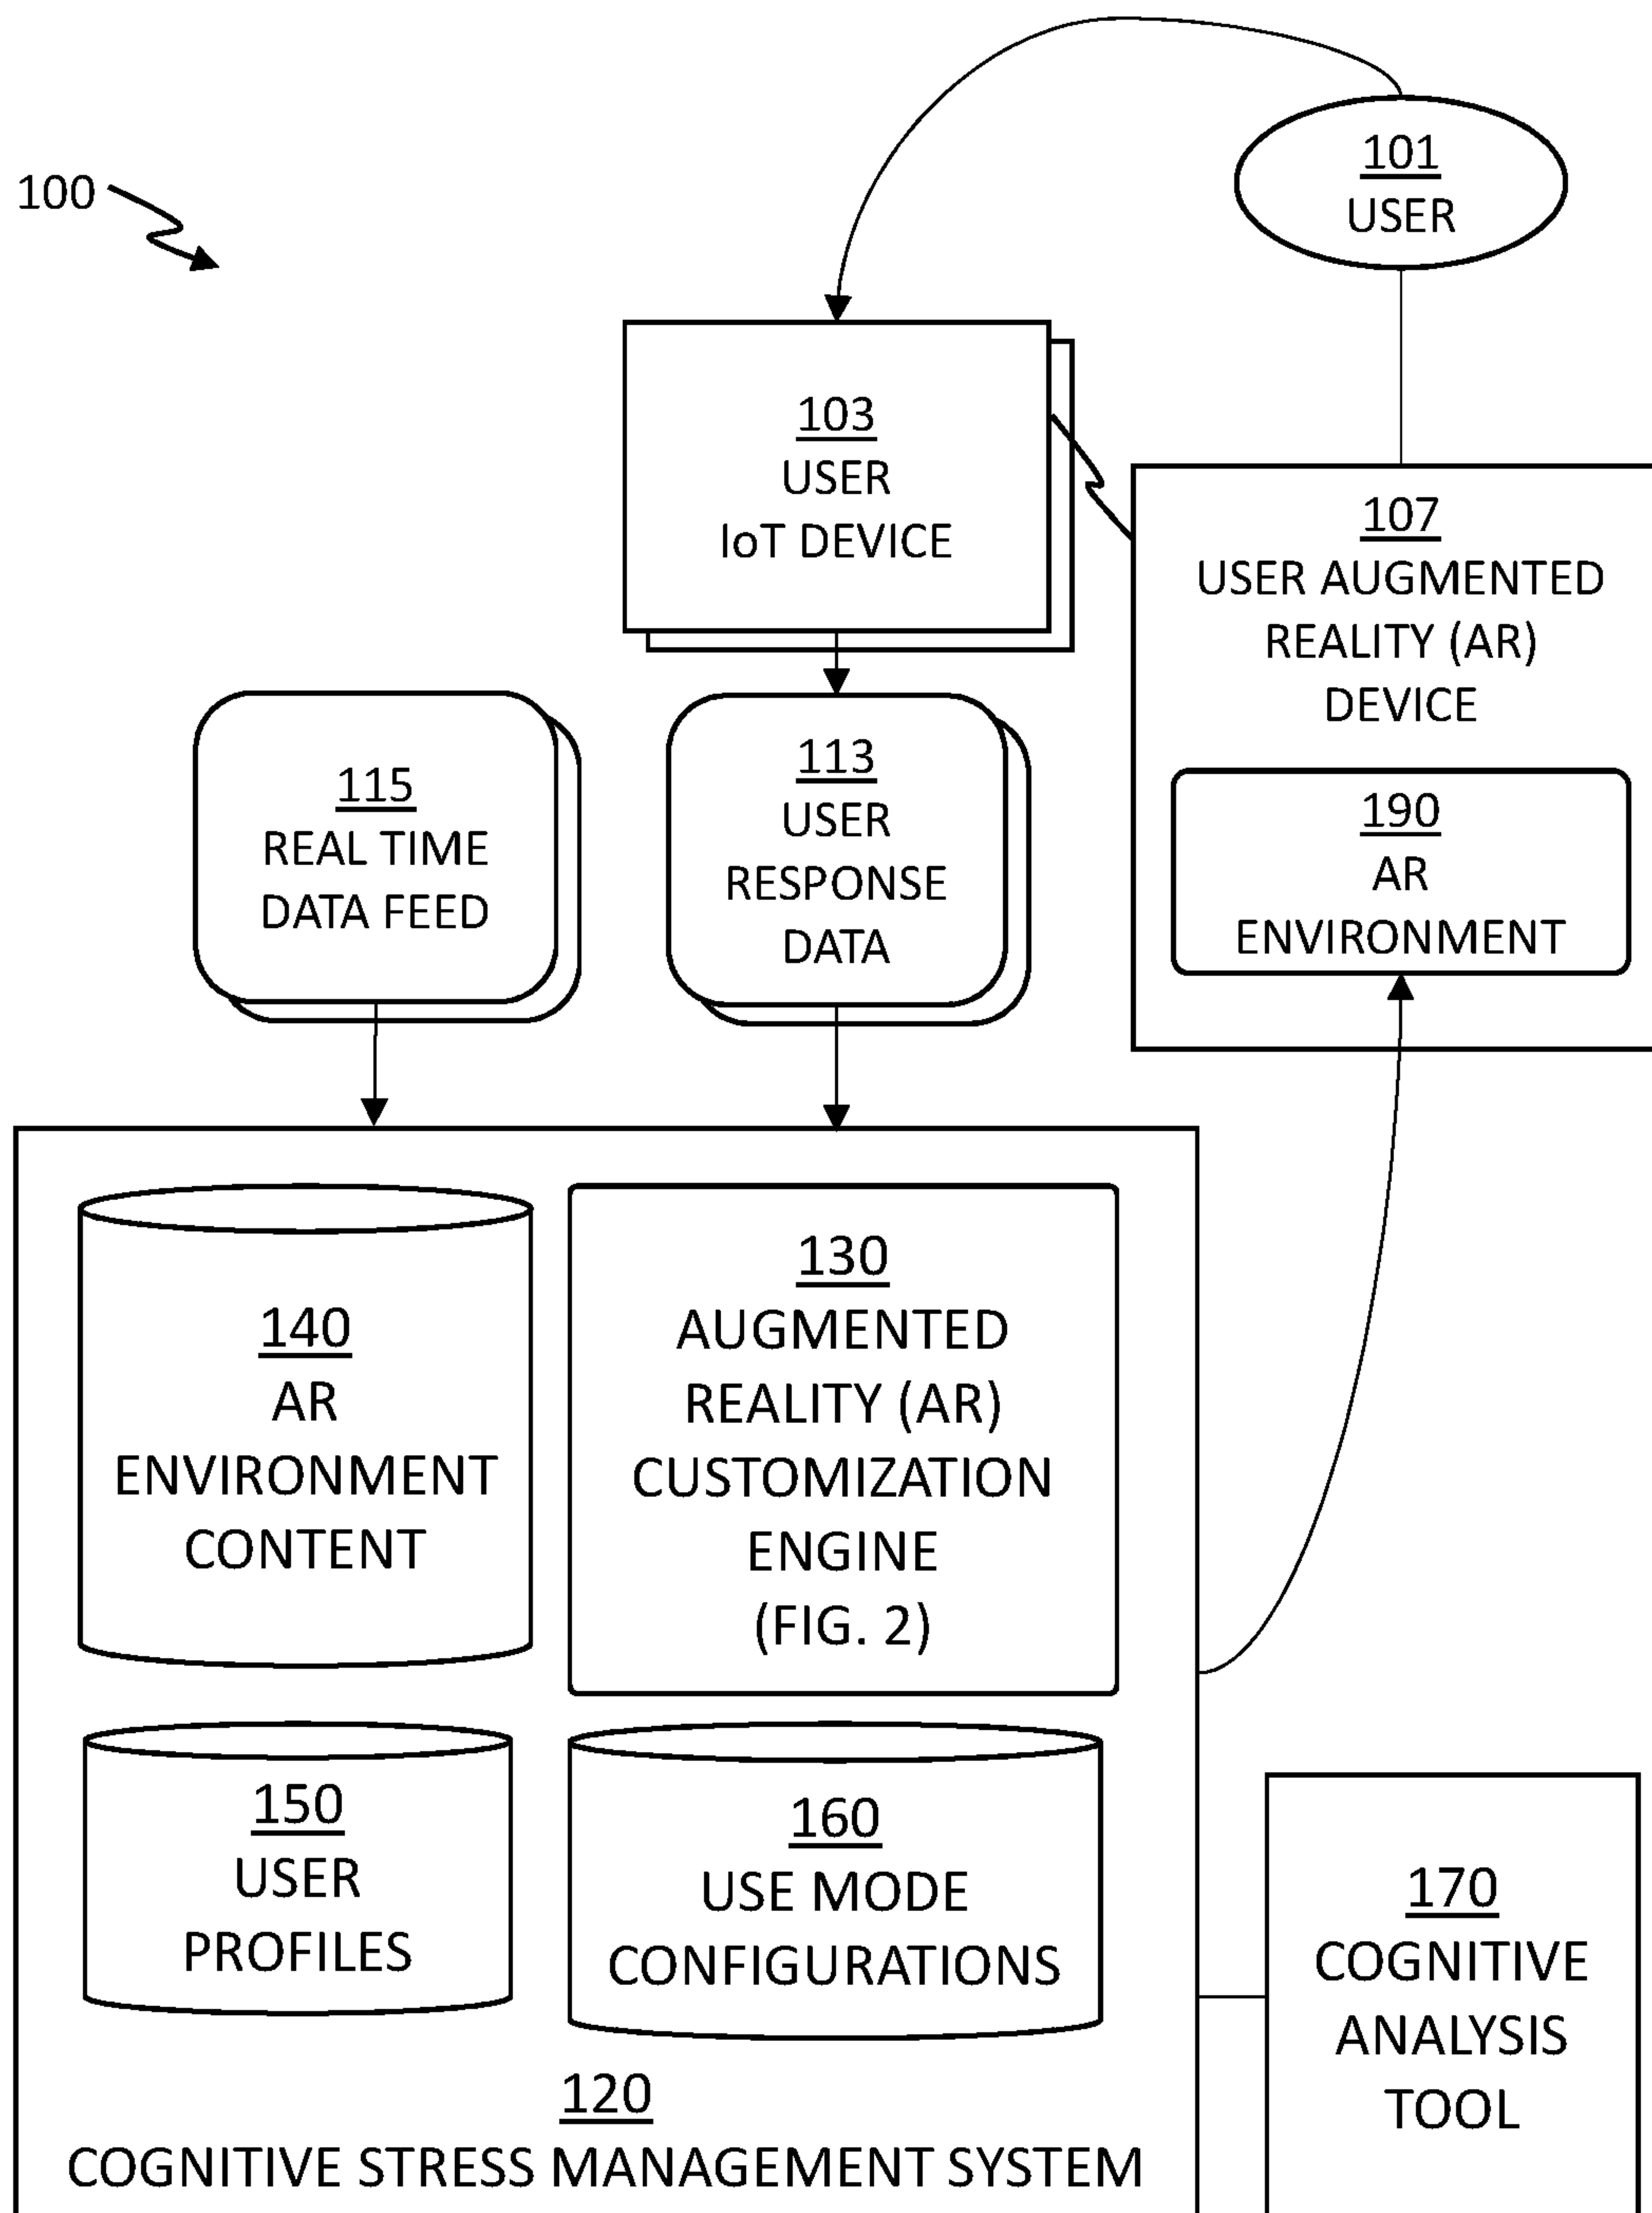 100
101
USER
103
USER
IoT DEVICE
107
USER AUGMENTED
REALITY (AR)
DEVICE
190
AR
ENVIRONMENT
115
REAL TIME
DATA FEED
113
USER
RESPONSE
DATA
140
AR
ENVIRONMENT
CONTENT
130
AUGMENTED
REALITY (AR)
CUSTOMIZATION
ENGINE
(FIG. 2)
150
USER
PROFILES
160
USE MODE
CONFIGURATIONS
170
COGNITIVE
ANALYSIS
TOOL
120
COGNITIVE STRESS MANAGEMENT SYSTEM